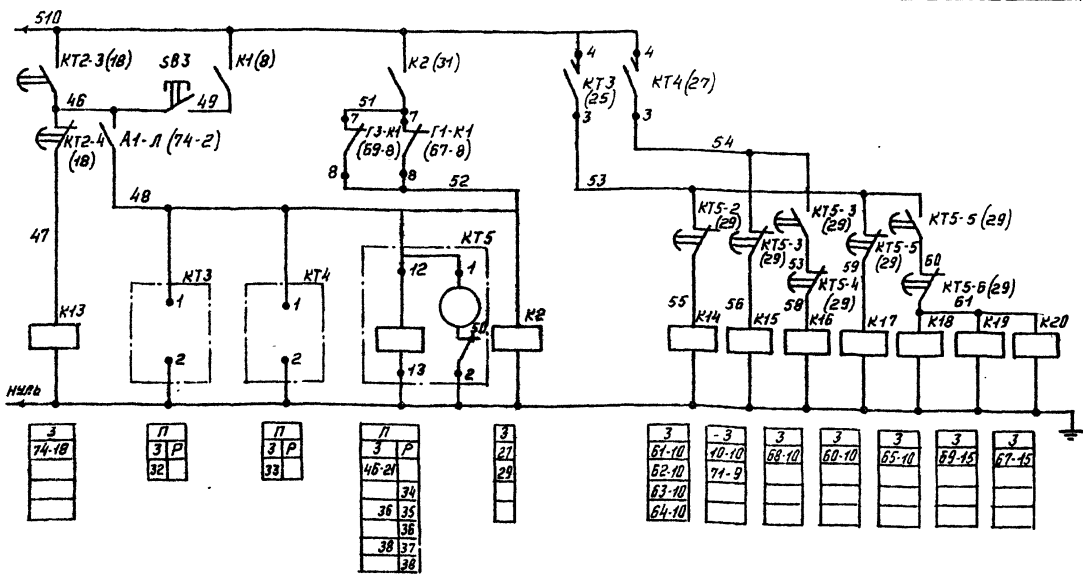 510
КТ2-3(18)
SB3
К1(8)
К2(31)
4
4
КТ3
(25)
КТ4(27)
46
49
51
3
3
7
7
КТ2-4
(18)
А1-Л (74-2)
Г3-К1
(69-8)
Г1-К1
(67-8)
54
8
8
52
53
48
47
КТ5-2
(29)
КТ5-3
(29)
КТ5-3
(29)
КТ5-5
(29)
КТ5-5(29)
КТ3
КТ4
КТ5
12
1
53
КТ5-4
(29)
59
60
КТ5-6(29)
61
1
1
50
55
56
58
К13
К2
К14
К15
К16
К17
К18
К19
К20
2
2
13
2
НУЛЬ
З
74-18
П
З Р
32
П
З Р
33
П
З Р
46-21
34
36 35
36
38 37
38
З
27
29
З
61-10
62-10
63-10
64-10
-З
10-10
71-9
З
68-10
З
60-10
З
65-10
З
69-15
З
67-15